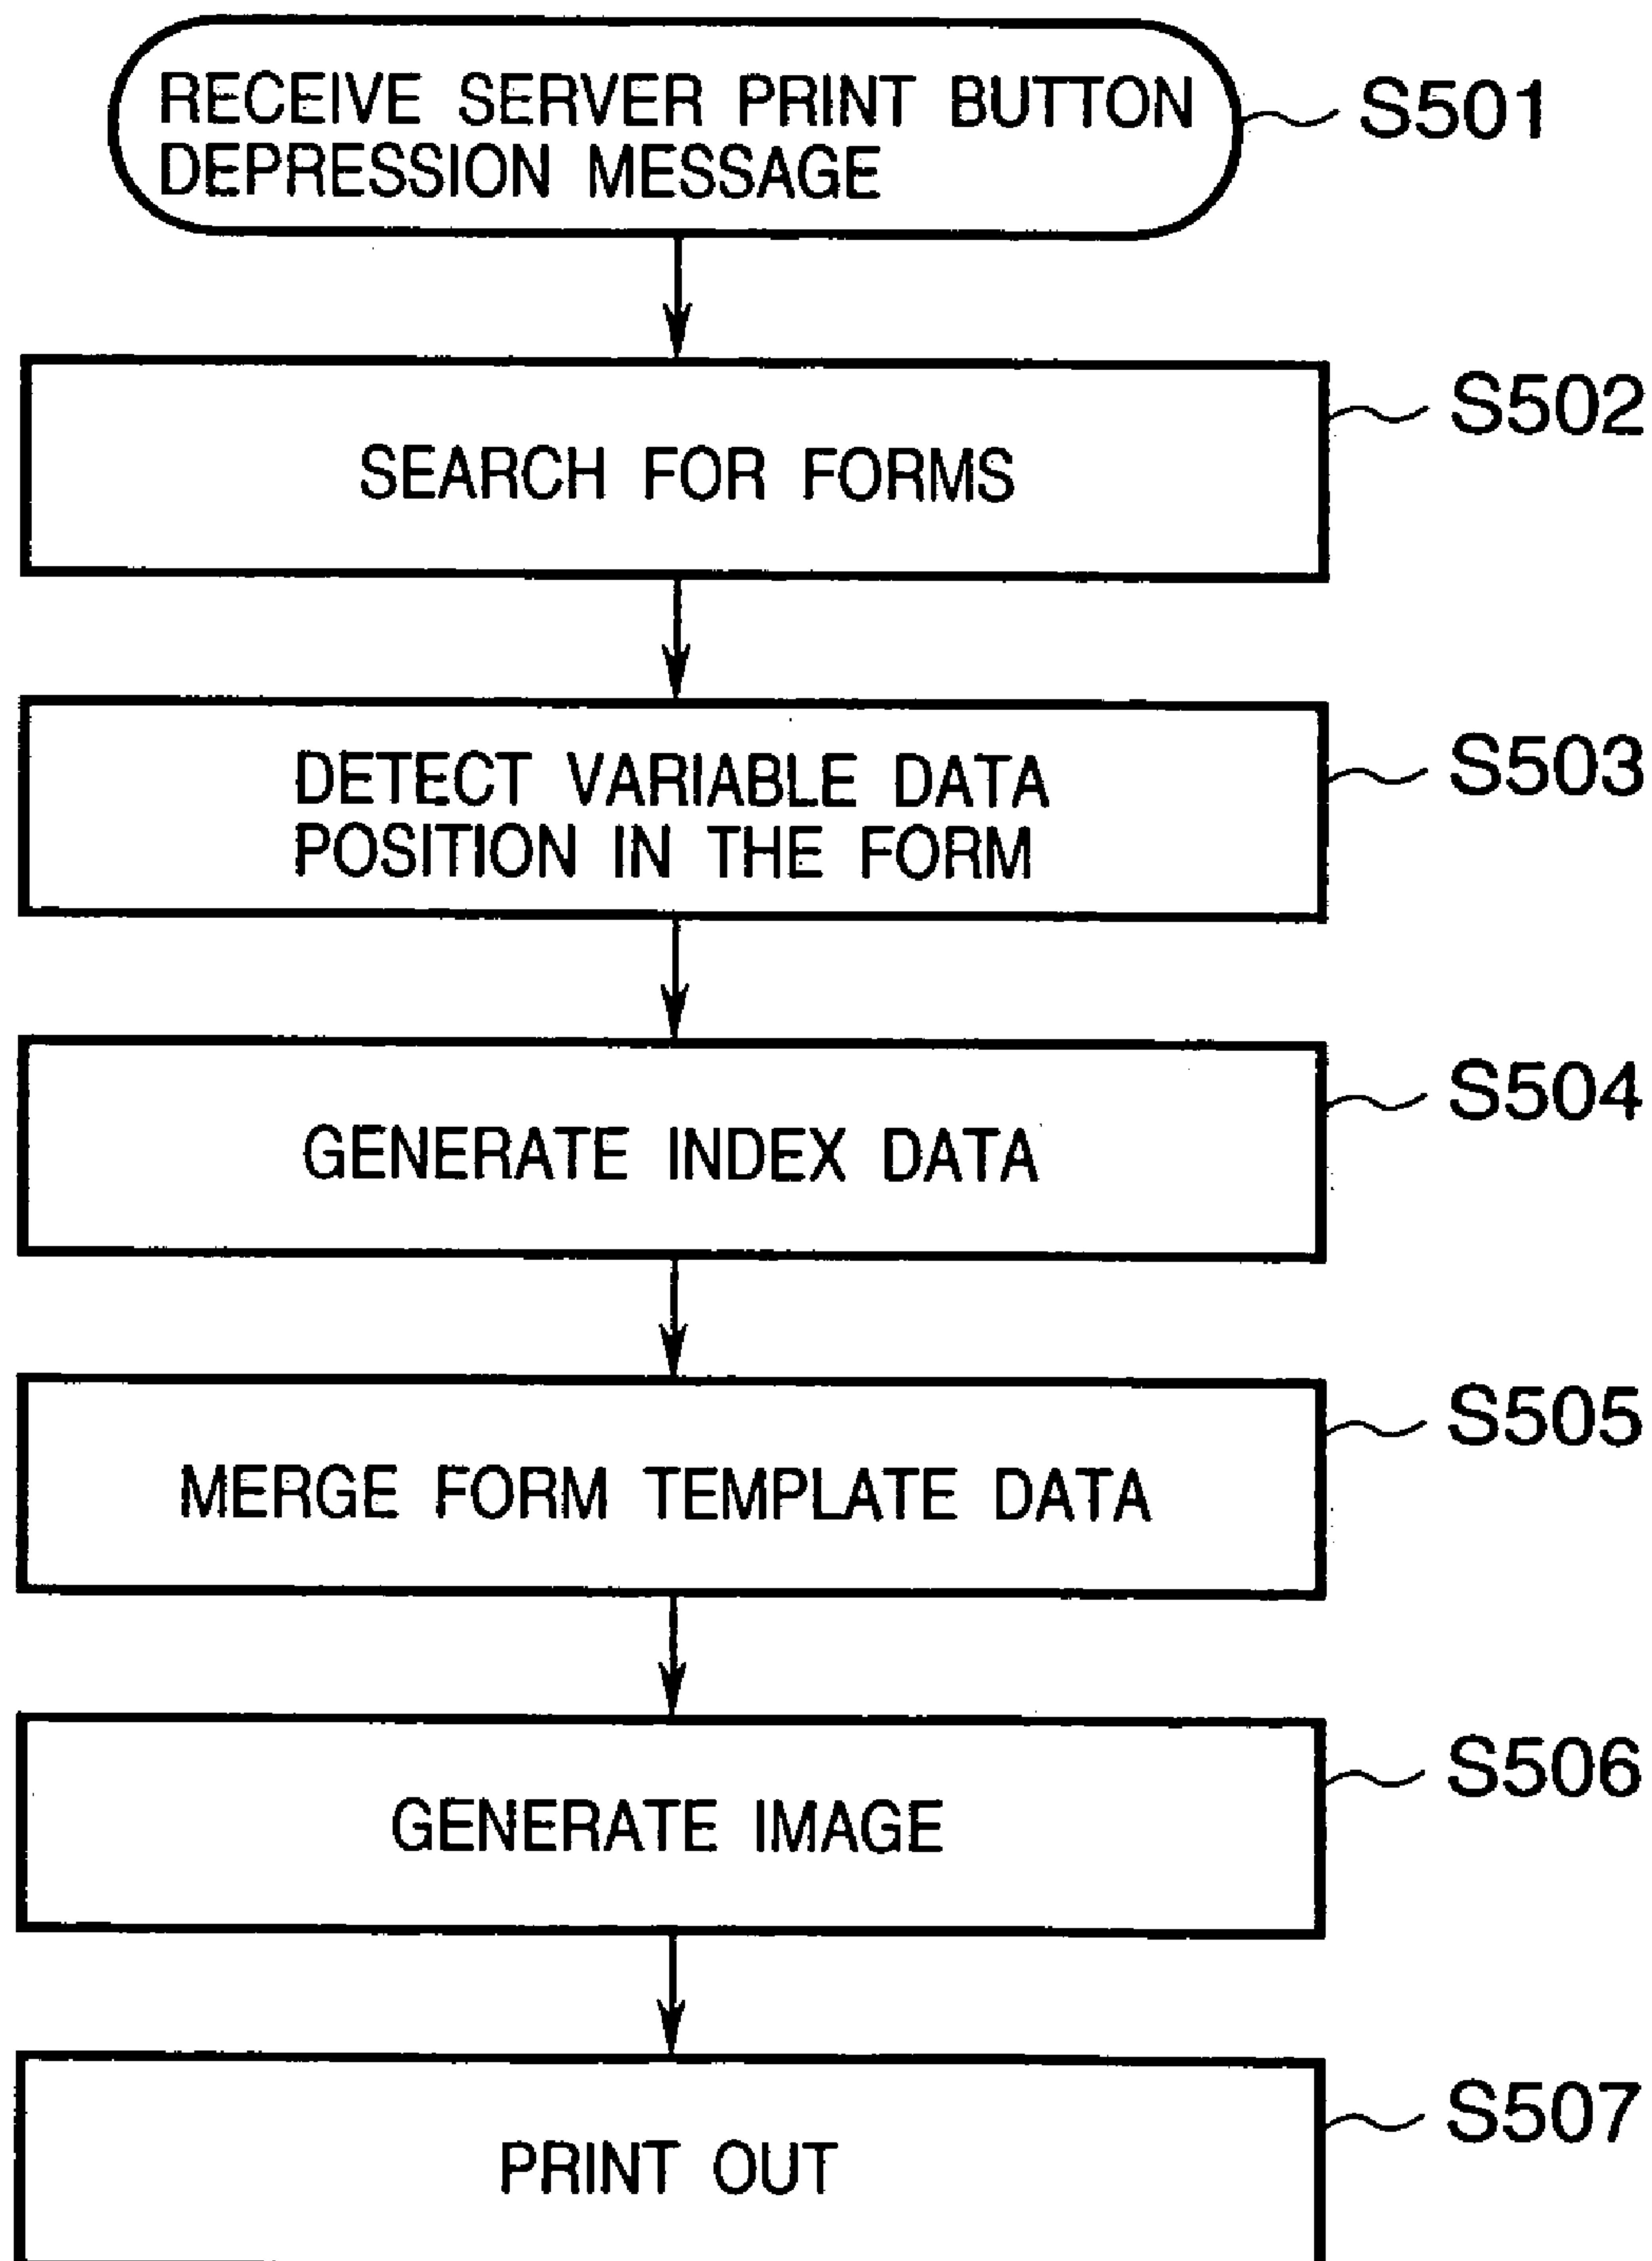 RECEIVE SERVER PRINT BUTTON
DEPRESSION MESSAGE
S501
SEARCH FOR FORMS
S502
DETECT VARIABLE DATA
POSITION IN THE FORM
S503
GENERATE INDEX DATA
S504
MERGE FORM TEMPLATE DATA
S505
GENERATE IMAGE
S506
PRINT OUT
S507